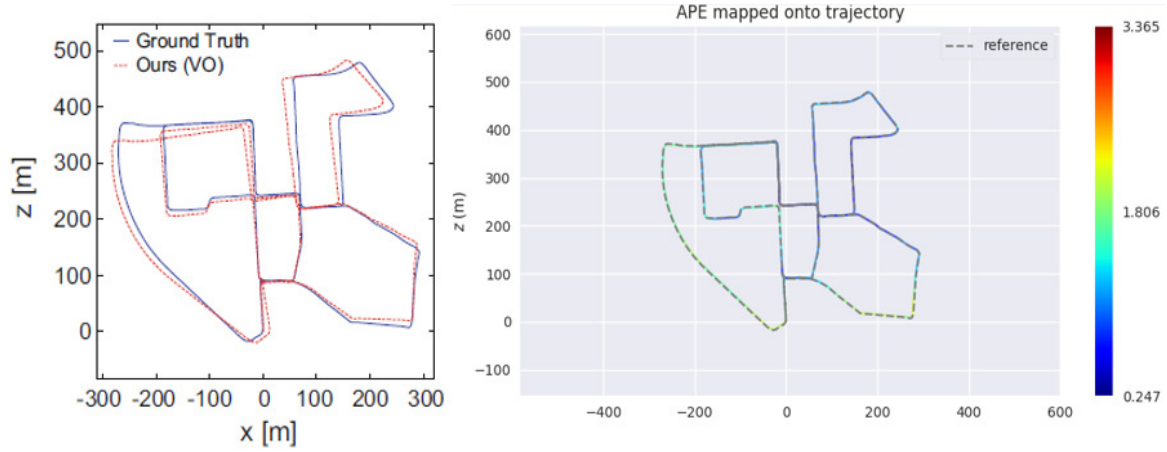 Ground Truth
Ours (VO)
500
400
300
200
100
0
z [m]
-300 -200 -100 0 100 200 300
x [m]
APE mapped onto trajectory
reference
600
500
400
300
200
100
0
−100
z (m)
−400 −200 0 200 400 600
3.365
1.806
0.247